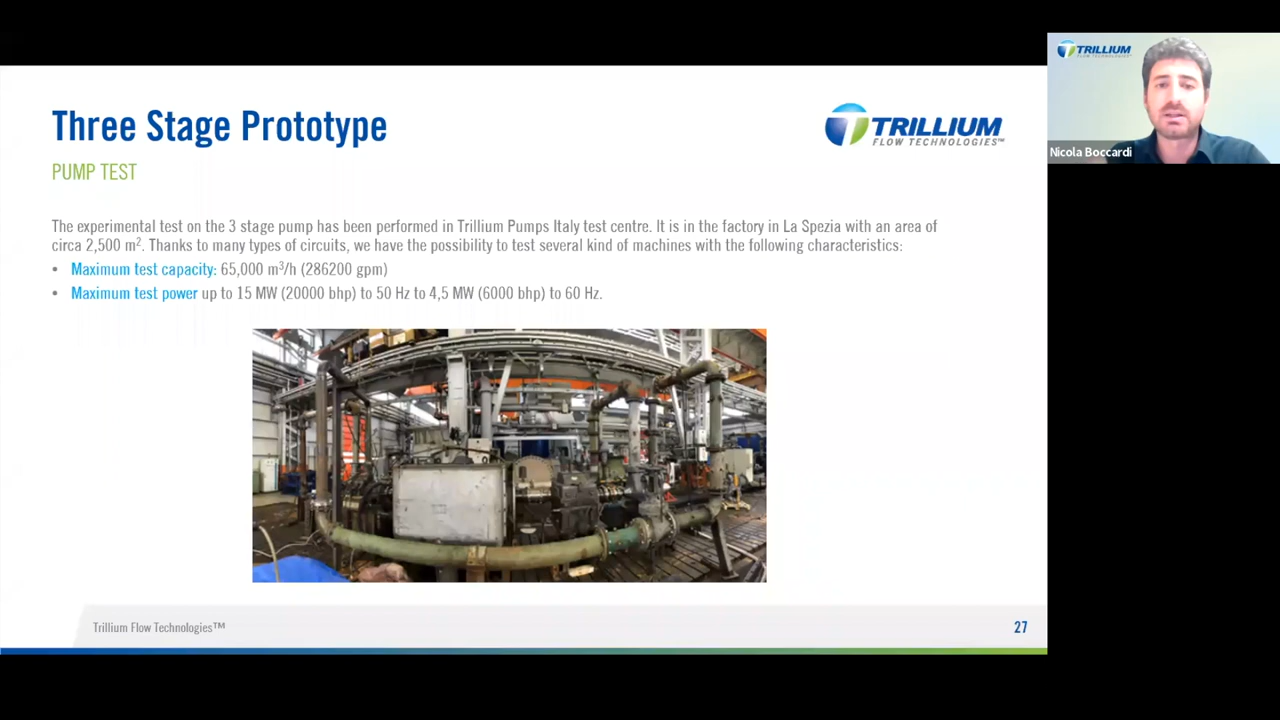 Three Stage Prototype
PUMP TEST
TRILLIUM
FLOW TECHNOLOGIES™
The experimental test on the 3 stage pump has been performed in Trillium Pumps Italy test centre. It is in the factory in La Spezia with an area of
circa 2,500 m². Thanks to many types of circuits, we have the possibility to test several kind of machines with the following characteristics:
• Maximum test capacity: 65,000 m³/h (286200 gpm)
• Maximum test power up to 15 MW (20000 bhp) to 50 Hz to 4,5 MW (6000 bhp) to 60 Hz.
Trillium Flow Technologies™
27
TRILLIUM
FLOW TECHNOLOGIES™
Nicola Boccardi